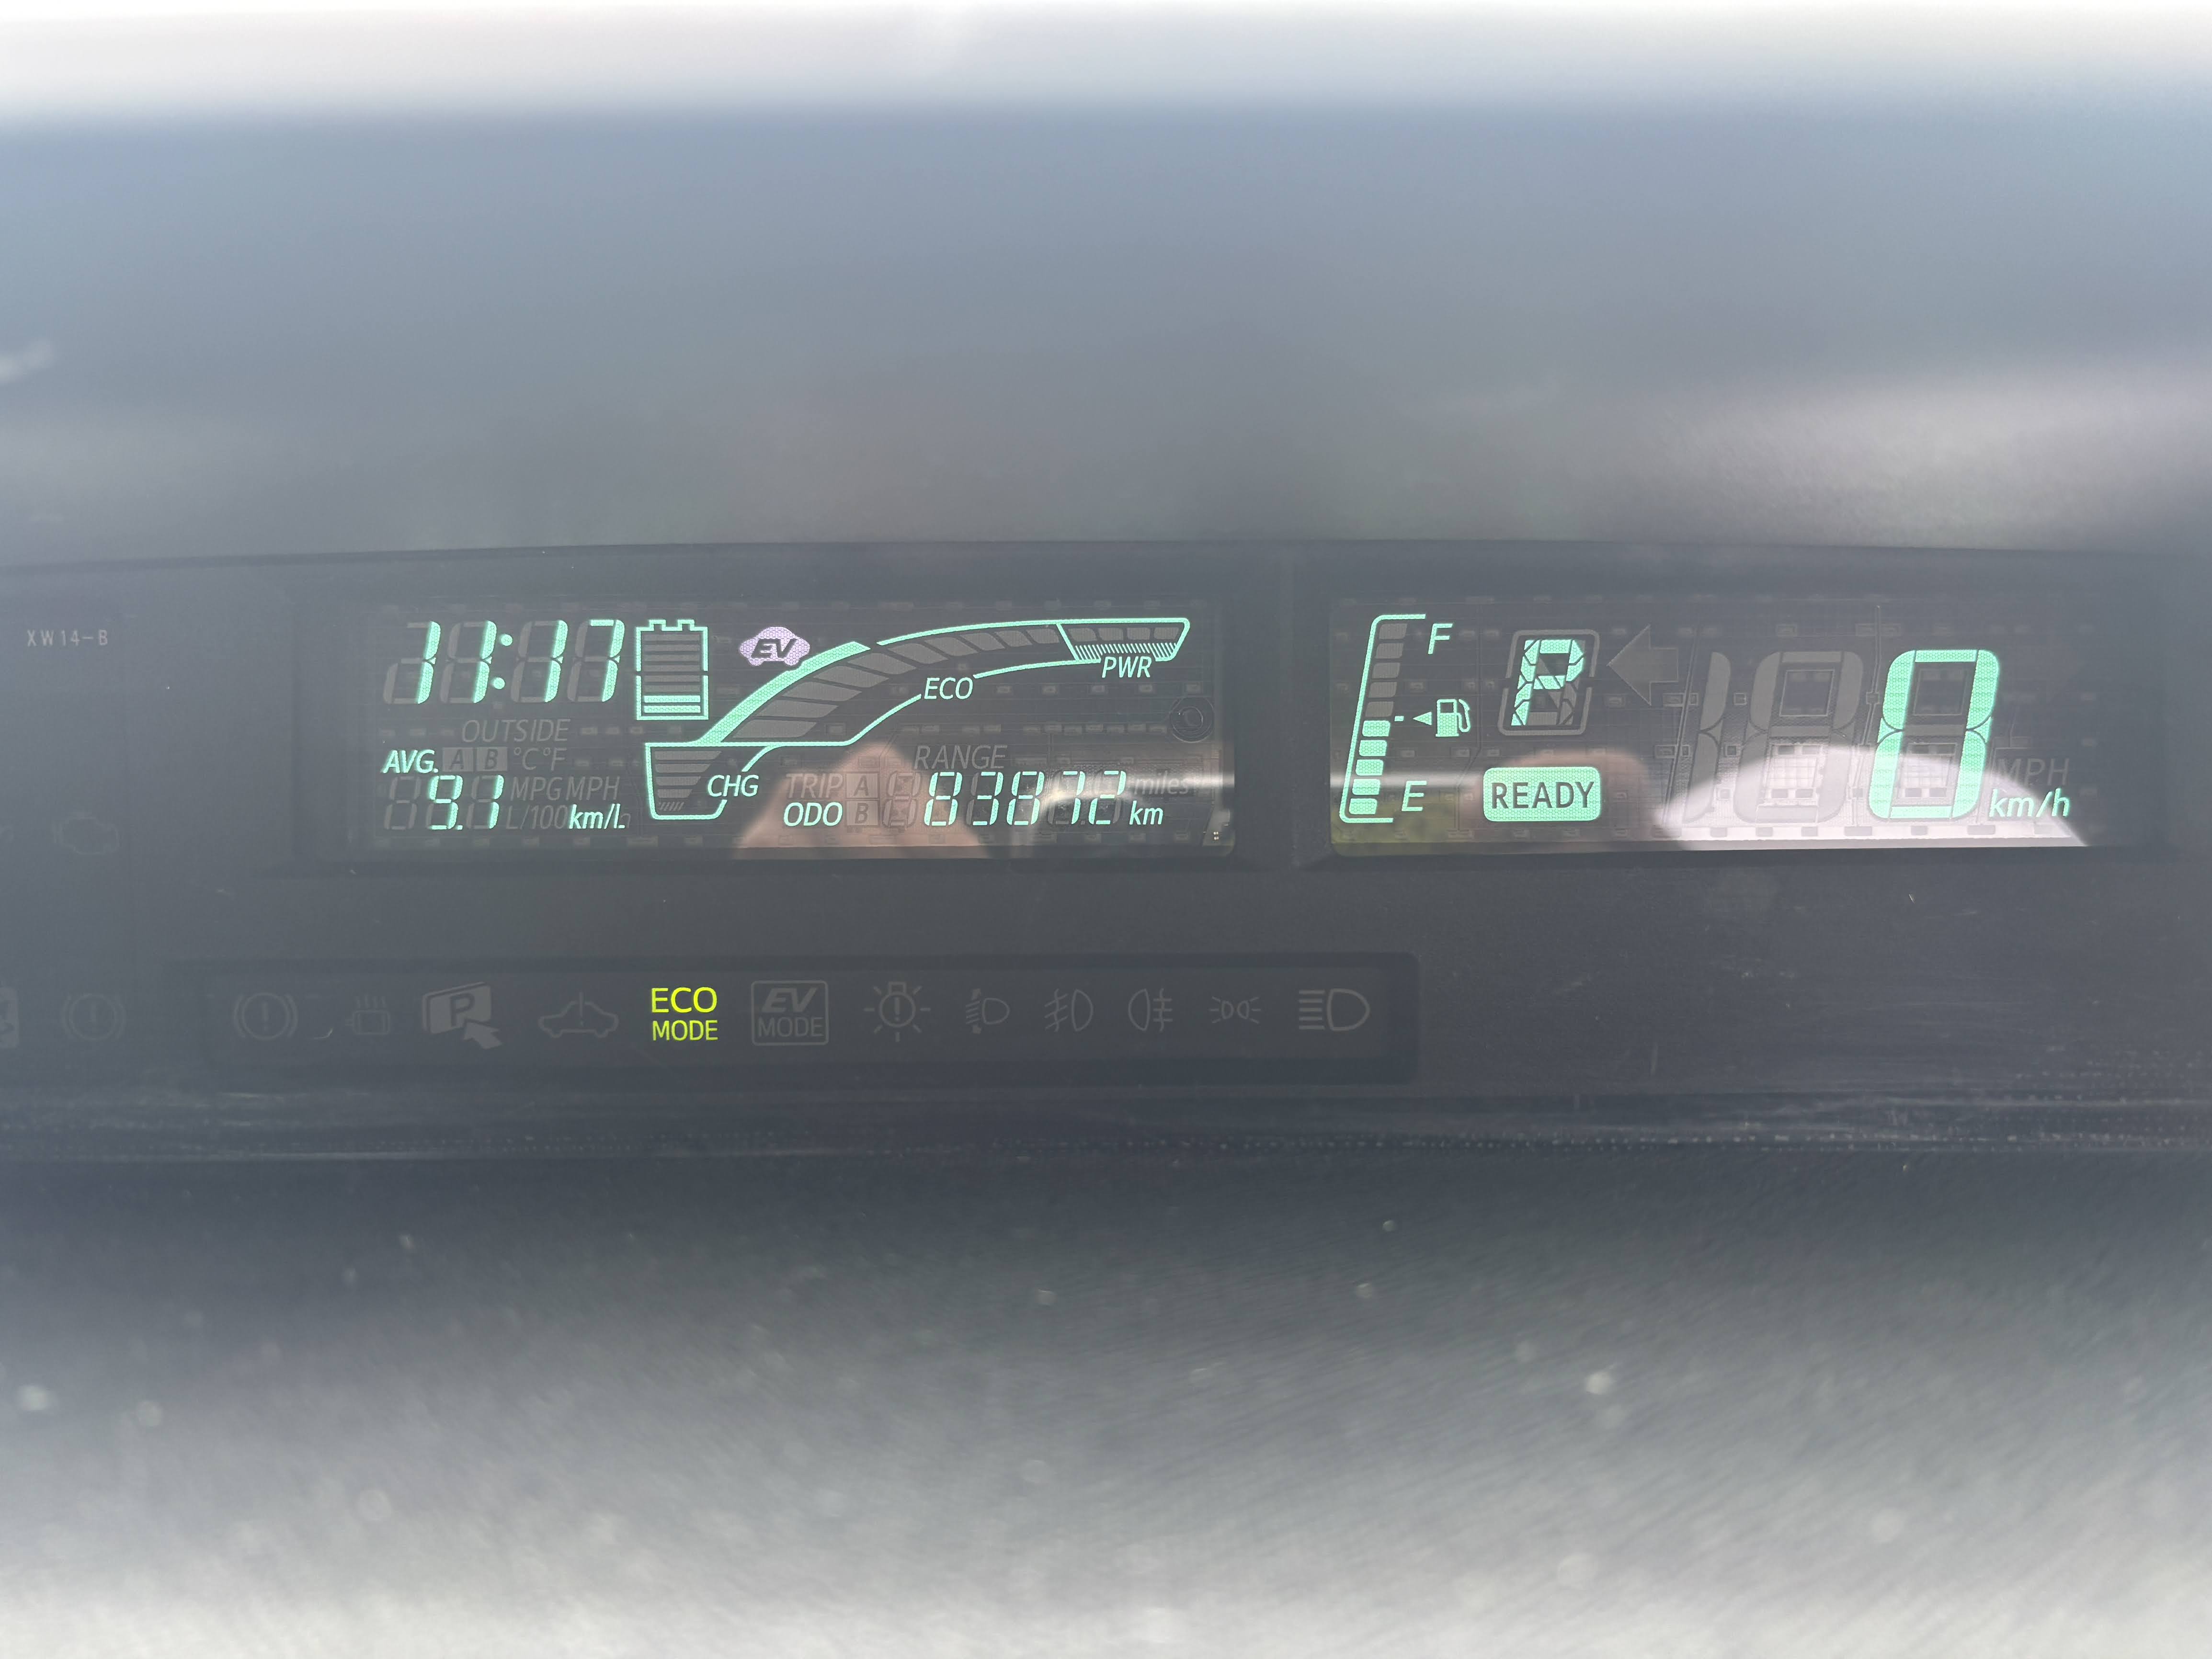 XW14-B
11:17
EV
PWR
ECO
OUTSIDE
A B °C °F
AVG.
MPG MPH
9.1 L/100 km/L
CHG
RANGE
TRIP A E miles
ODO B E 83872 km
F
E
P
READY
0
MPH
km/h
P
ECO
MODE
EV
MODE